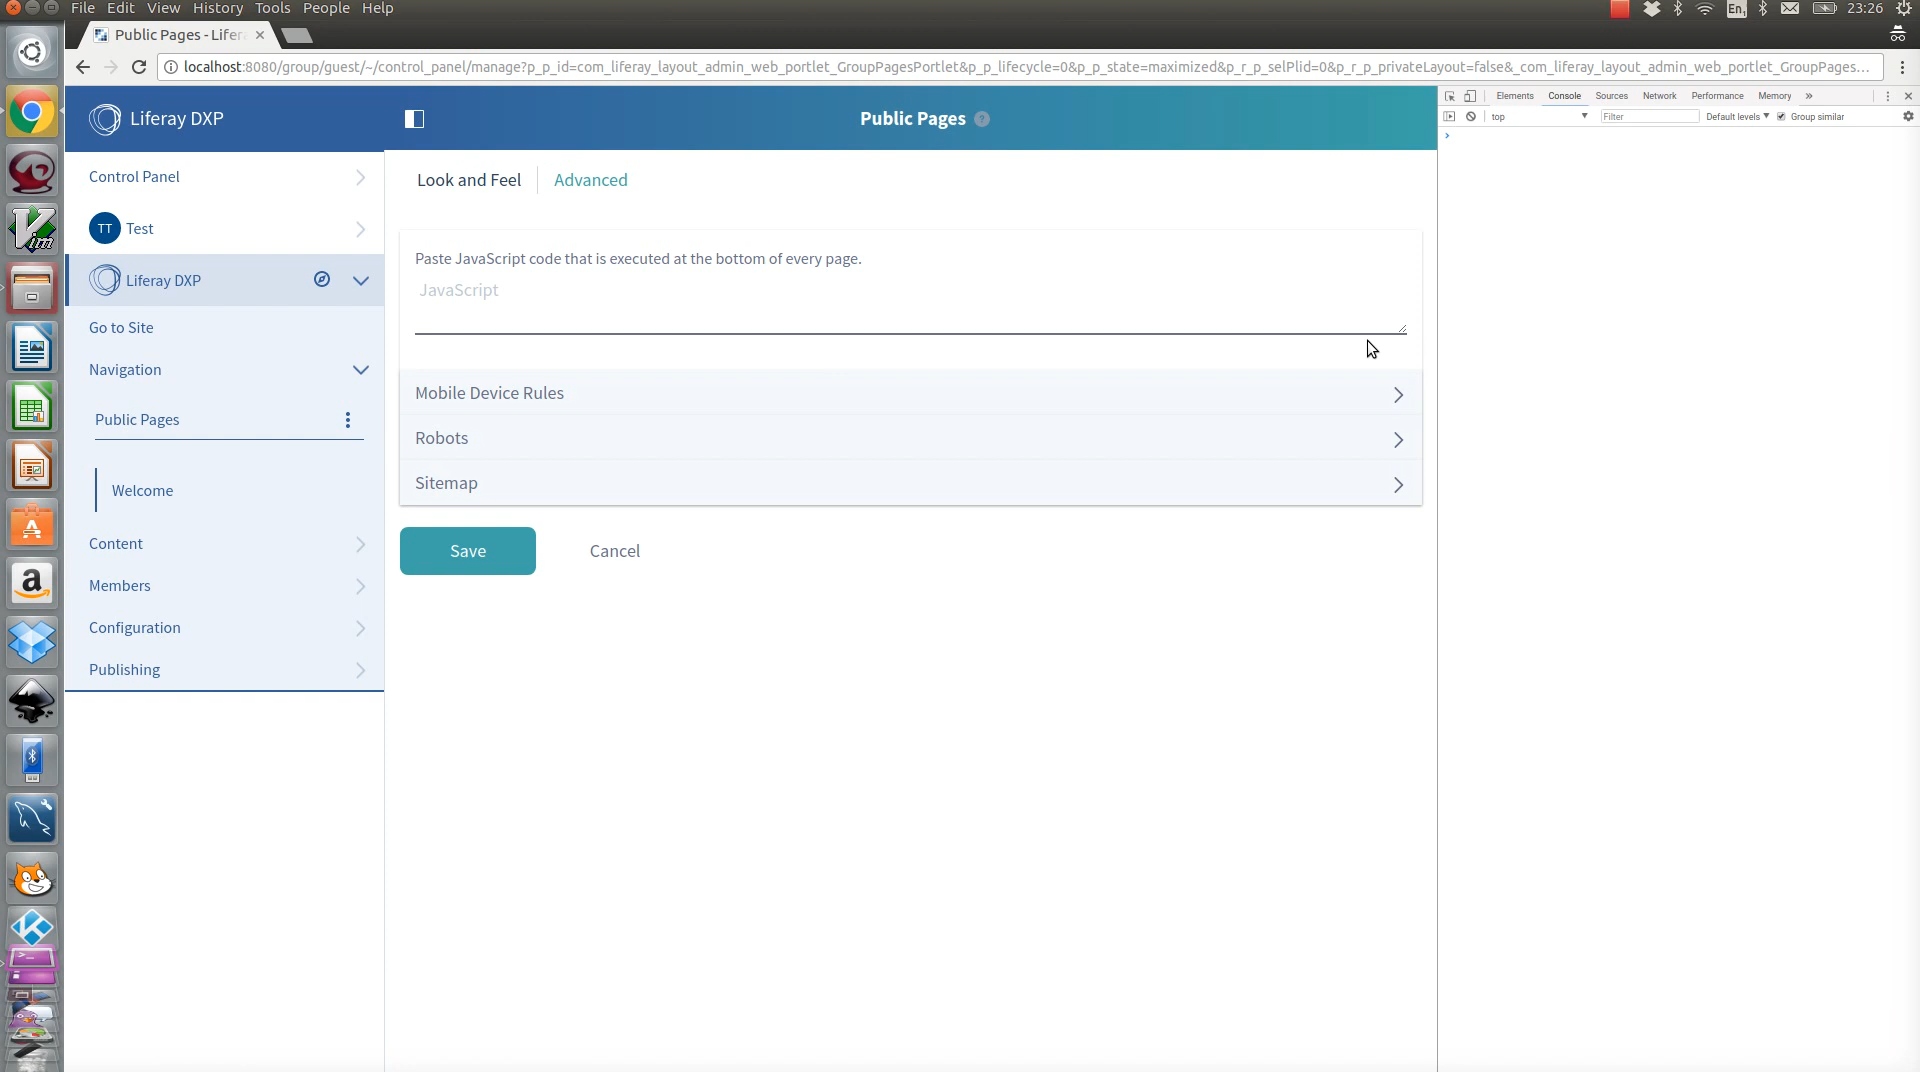 File Edit View History Tools People Help
En1 23:26
Public Pages - Lifer
localhost:8080/group/guest/~/control_panel/manage?p_p_id=com_liferay_layout_admin_web_portlet_GroupPagesPortlet&p_p_lifecycle=0&p_p_state=maximized&p_r_p_selPlid=0&p_r_p_privateLayout=false&_com_liferay_layout_admin_web_portlet_GroupPages...
Liferay DXP
Public Pages ?
Elements Console Sources Network Performance Memory »
top Filter Default levels Group similar
Control Panel
TT Test
Liferay DXP
Go to Site
Navigation
Public Pages
Welcome
Content
Members
Configuration
Publishing
Look and Feel Advanced
Paste JavaScript code that is executed at the bottom of every page.
JavaScript
Mobile Device Rules
Robots
Sitemap
Save Cancel
Vim
a